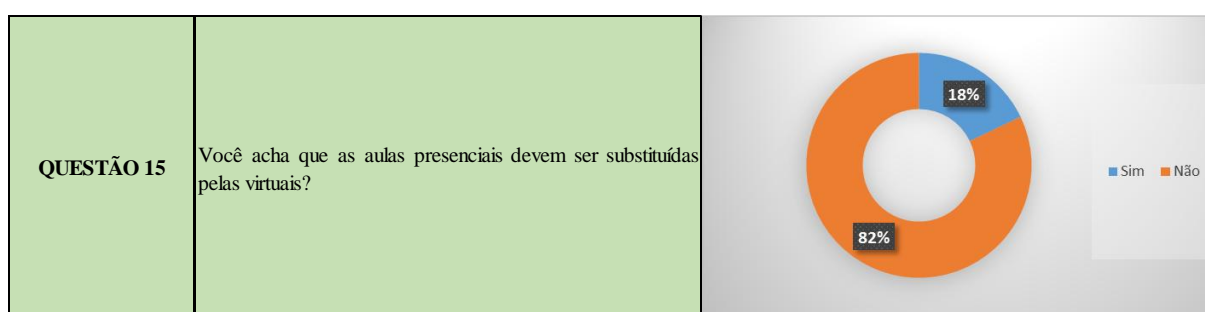 QUESTÃO 15
Você acha que as aulas presenciais devem ser substituídas
pelas virtuais?
18%
82%
Sim
Não